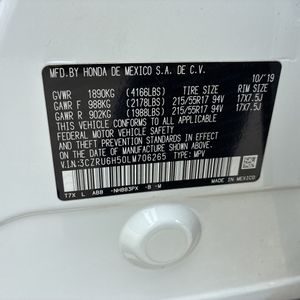 MFD.BY HONDA DE MEXICO S.A. DE C.V.
10/'19
TIRE SIZE RIM SIZE
GVWR 1890KG (4166LBS)
GAWR F 988KG (2178LBS) 215/55R17 94V 17X7.5J
GAWR R 902KG (1988LBS) 215/55R17 94V 17X7.5J
THIS VEHICLE CONFORMS TO ALL APPLICABLE
FEDERAL MOTOR VEHICLE SAFETY AND THEFT
PREVENTION STANDARDS IN EFFECT ON THE DATE
OF MANUFACTURE SHOWN ABOVE.
V.I.N:3CZRU6H50LM706265 TYPE: MPV
T7X L ABB -NH883PX -B -M
MADE IN
MEXICO